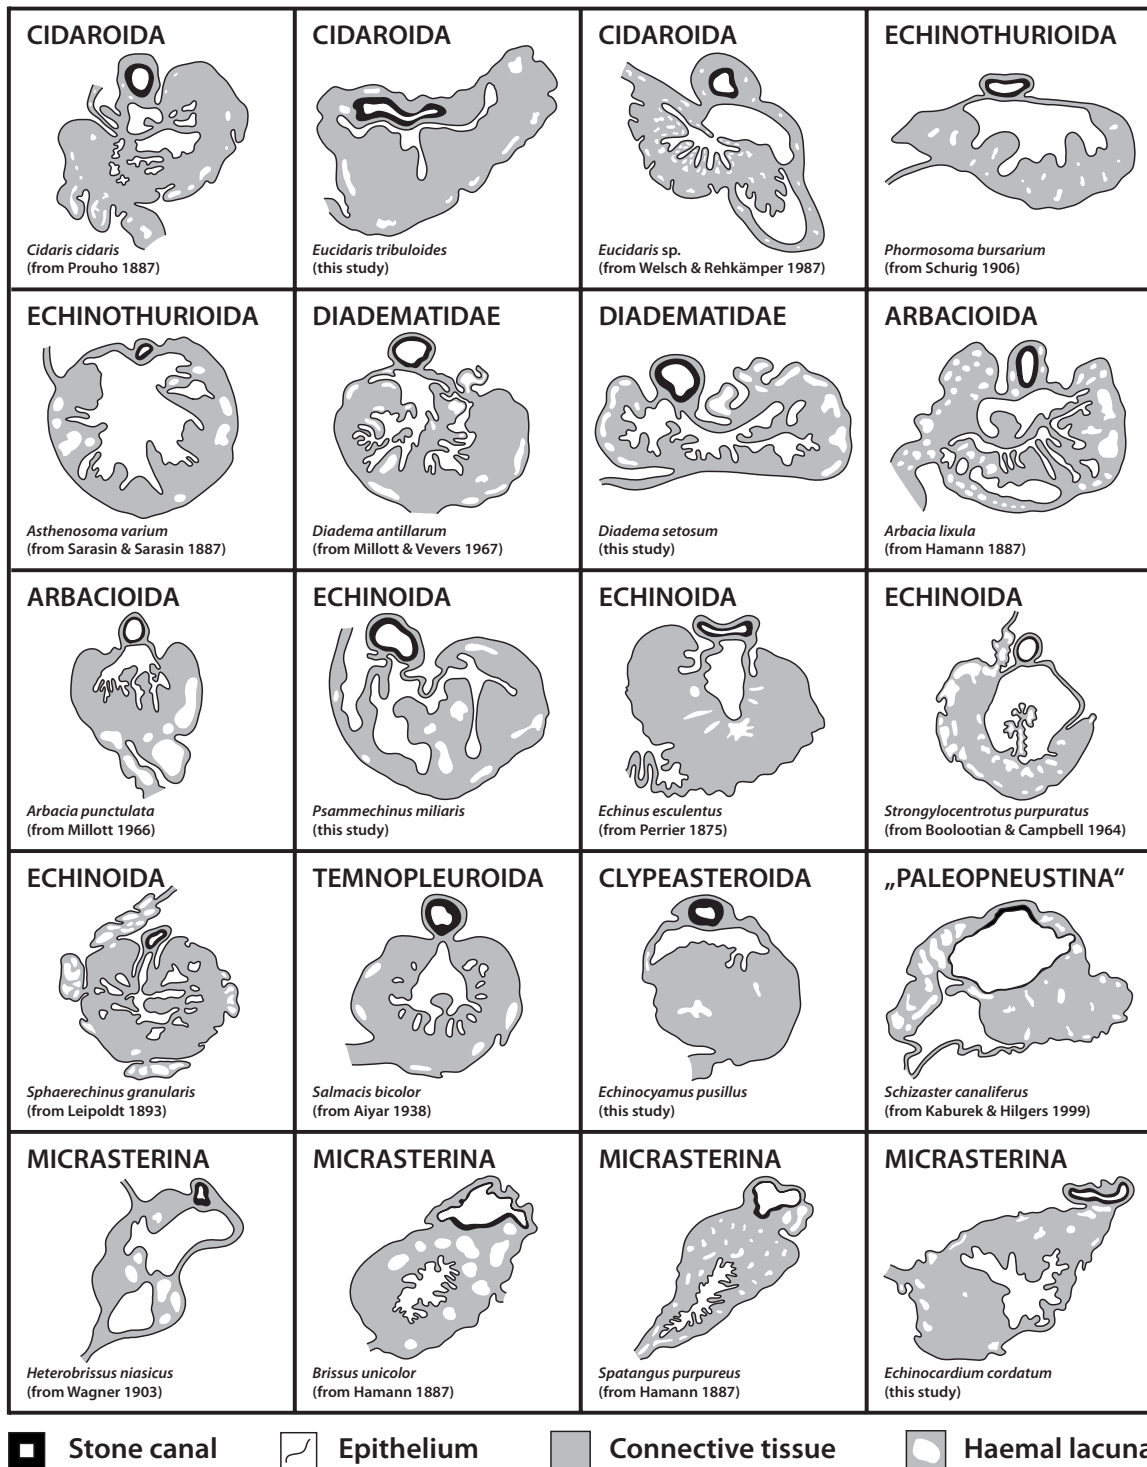 CIDAROIDA
Cidaris cidaris
(from Prouho 1887)
CIDAROIDA
Eucidaris tribuloides
(this study)
CIDAROIDA
Eucidaris sp.
(from Welsch & Rehkämper 1987)
ECHINOTHURIOIDA
Phormosoma bursarium
(from Schurig 1906)
ECHINOTHURIOIDA
Asthenosoma varium
(from Sarasin & Sarasin 1887)
DIADEMATIDAE
Diadema antillarum
(from Millott & Vevers 1967)
DIADEMATIDAE
Diadema setosum
(this study)
ARBACIOIDA
Arbacia lixula
(from Hamann 1887)
ARBACIOIDA
Arbacia punctulata
(from Millott 1966)
ECHINOIDA
Psammechinus miliaris
(this study)
ECHINOIDA
Echinus esculentus
(from Perrier 1875)
ECHINOIDA
Strongylocentrotus purpuratus
(from Boolootian & Campbell 1964)
ECHINOIDA
Sphaerechinus granularis
(from Leipoldt 1893)
TEMNOPLEUROIDA
Salmacis bicolor
(from Aiyar 1938)
CLYPEASTEROIDA
Echinocyamus pusillus
(this study)
„PALEOPNEUSTINA“
Schizaster canaliferus
(from Kaburek & Hilgers 1999)
MICRASTERINA
Heterobrissus niasicus
(from Wagner 1903)
MICRASTERINA
Brissus unicolor
(from Hamann 1887)
MICRASTERINA
Spatangus purpureus
(from Hamann 1887)
MICRASTERINA
Echinocardium cordatum
(this study)
Stone canal
Epithelium
Connective tissue
Haemal lacuna